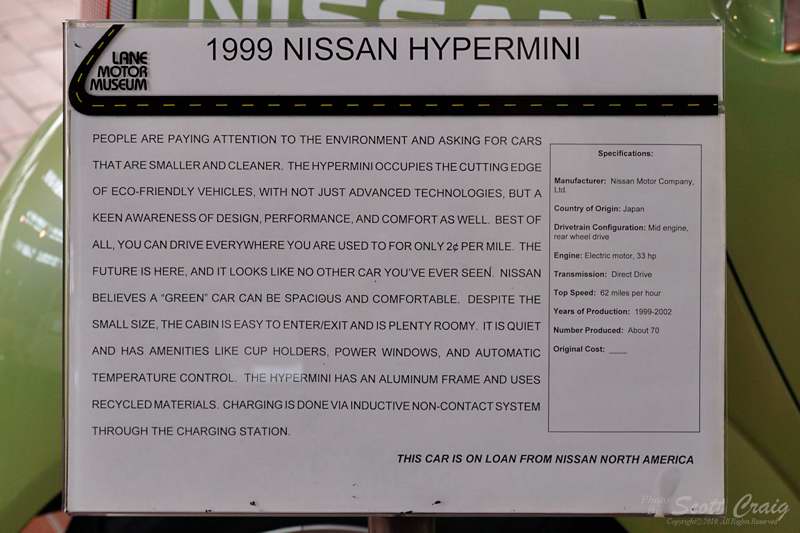 NISSAN
1999 NISSAN HYPERMINI
LANE
MOTOR
MUSEUM
PEOPLE ARE PAYING ATTENTION TO THE ENVIRONMENT AND ASKING FOR CARS
THAT ARE SMALLER AND CLEANER. THE HYPERMINI OCCUPIES THE CUTTING EDGE
OF ECO-FRIENDLY VEHICLES, WITH NOT JUST ADVANCED TECHNOLOGIES, BUT A
KEEN AWARENESS OF DESIGN, PERFORMANCE, AND COMFORT AS WELL. BEST OF
ALL, YOU CAN DRIVE EVERYWHERE YOU ARE USED TO FOR ONLY 2¢ PER MILE. THE
FUTURE IS HERE, AND IT LOOKS LIKE NO OTHER CAR YOU'VE EVER SEEN. NISSAN
BELIEVES A “GREEN” CAR CAN BE SPACIOUS AND COMFORTABLE. DESPITE THE
SMALL SIZE, THE CABIN IS EASY TO ENTER/EXIT AND IS PLENTY ROOMY. IT IS QUIET
AND HAS AMENITIES LIKE CUP HOLDERS, POWER WINDOWS, AND AUTOMATIC
TEMPERATURE CONTROL. THE HYPERMINI HAS AN ALUMINUM FRAME AND USES
RECYCLED MATERIALS. CHARGING IS DONE VIA INDUCTIVE NON-CONTACT SYSTEM
THROUGH THE CHARGING STATION.
Specifications:
Manufacturer: Nissan Motor Company,
Ltd.
Country of Origin: Japan
Drivetrain Configuration: Mid engine,
rear wheel drive
Engine: Electric motor, 33 hp
Transmission: Direct Drive
Top Speed: 62 miles per hour
Years of Production: 1999-2002
Number Produced: About 70
Original Cost: ____
THIS CAR IS ON LOAN FROM NISSAN NORTH AMERICA
Scott Craig
All Rights Reserved